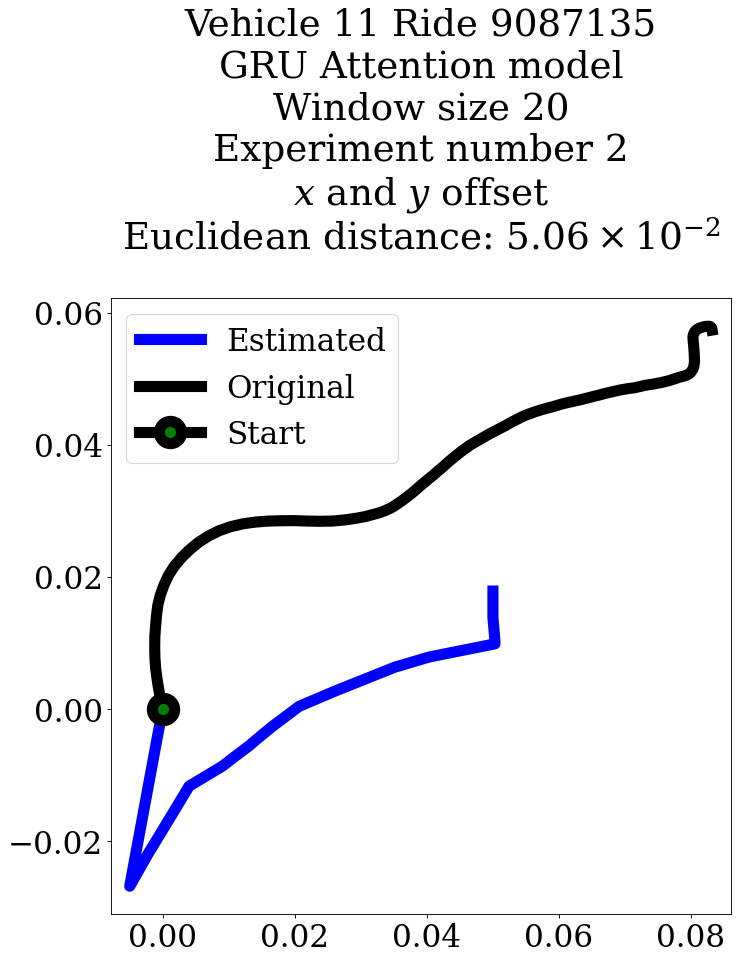 Vehicle 11 Ride 9087135
GRU Attention model
Window size 20
Experiment number 2
x and y offset
Euclidean distance: 5.06 × 10⁻²
Estimated
Original
Start
0.06
0.04
0.02
0.00
−0.02
0.00 0.02 0.04 0.06 0.08